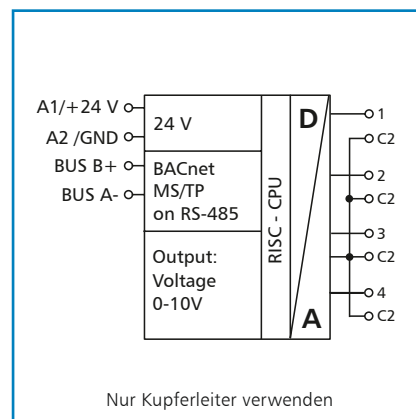 A1/+24 V
A2 /GND
BUS B+
BUS A-
24 V
BACnet
MS/TP
on RS-485
Output:
Voltage
0-10V
RISC - CPU
D
A
1
C2
2
C2
3
C2
4
C2
Nur Kupferleiter verwenden